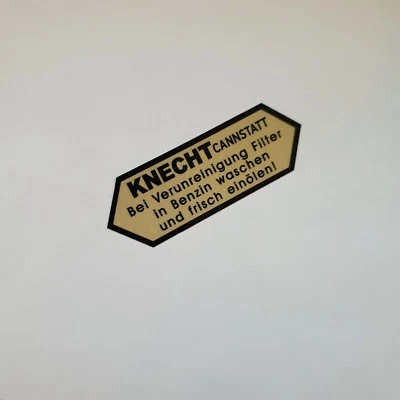 KNECHT CANNSTATT
Bei Verunreinigung Filter
in Benzin waschen
und frisch einölen!